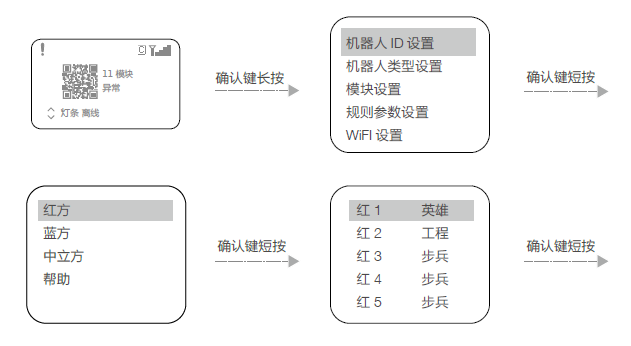 !
11 模块
异常
灯条 离线
确认键长按
机器人 ID 设置
机器人类型设置
模块设置
规则参数设置
WiFI 设置
确认键短按
红方
蓝方
中立方
帮助
确认键短按
红 1 英雄
红 2 工程
红 3 步兵
红 4 步兵
红 5 步兵
确认键短按